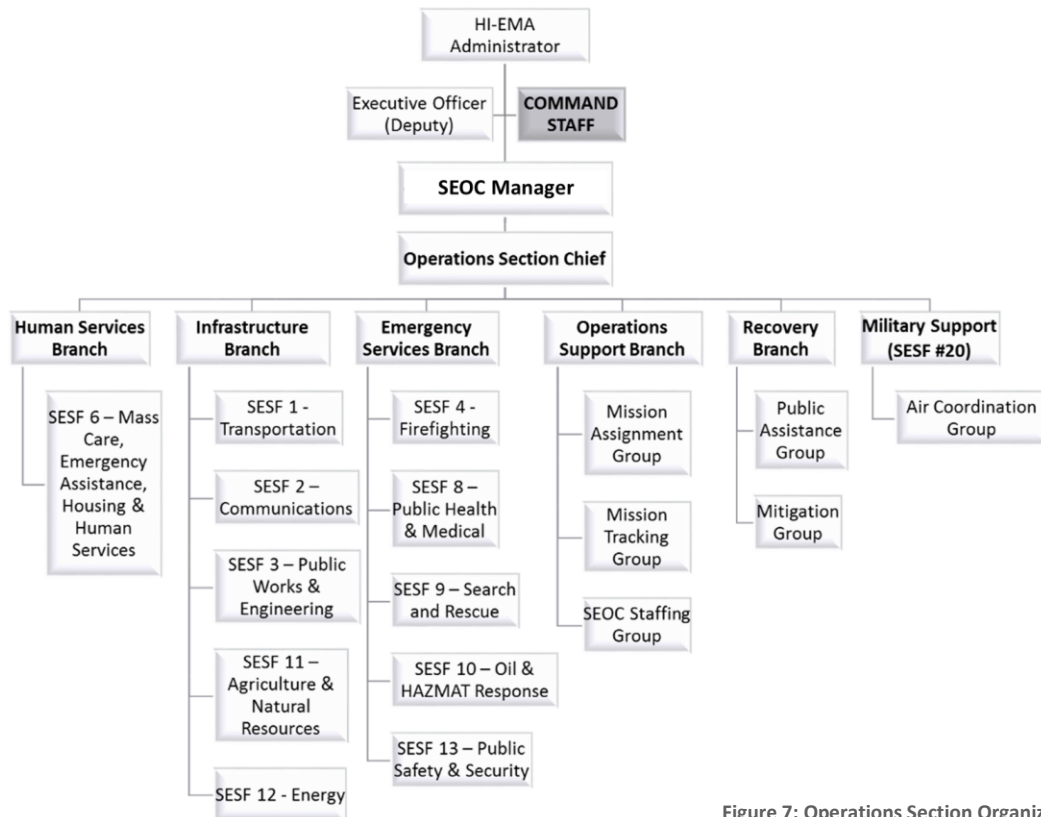 HI-EMA
Administrator
Executive Officer
(Deputy)
COMMAND
STAFF
SEOC Manager
Operations Section Chief
Human Services
Branch
Infrastructure
Branch
Emergency
Services Branch
Operations
Support Branch
Recovery
Branch
Military Support
(SESF #20)
SESF 6 – Mass
Care,
Emergency
Assistance,
Housing &
Human
Services
SESF 1 -
Transportation
SESF 2 –
Communications
SESF 3 – Public
Works &
Engineering
SESF 11 –
Agriculture &
Natural
Resources
SESF 12 - Energy
SESF 4 -
Firefighting
SESF 8 –
Public Health
& Medical
SESF 9 – Search
and Rescue
SESF 10 – Oil &
HAZMAT Response
SESF 13 – Public
Safety & Security
Mission
Assignment
Group
Mission
Tracking
Group
SEOC Staffing
Group
Public
Assistance
Group
Mitigation
Group
Air Coordination
Group
Figure 7: Operations Section